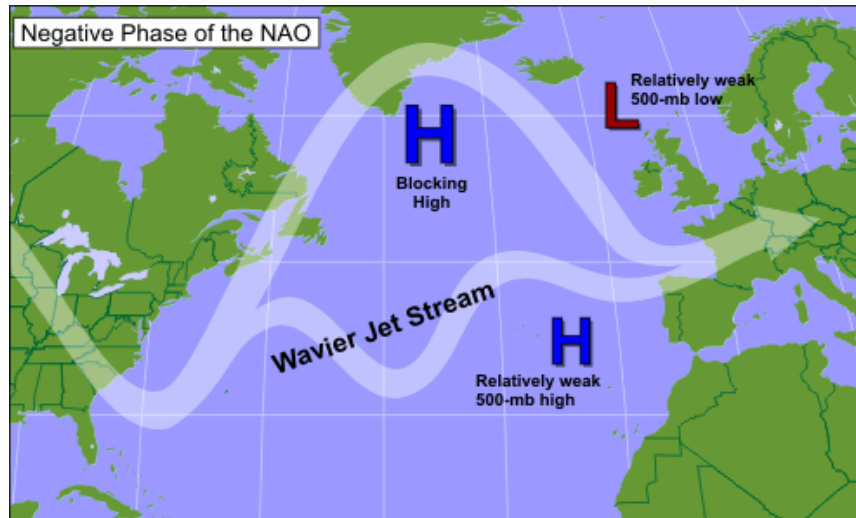 Negative Phase of the NAO
Relatively weak
500-mb low
L
H
Blocking
High
Wavier Jet Stream
H
Relatively weak
500-mb high